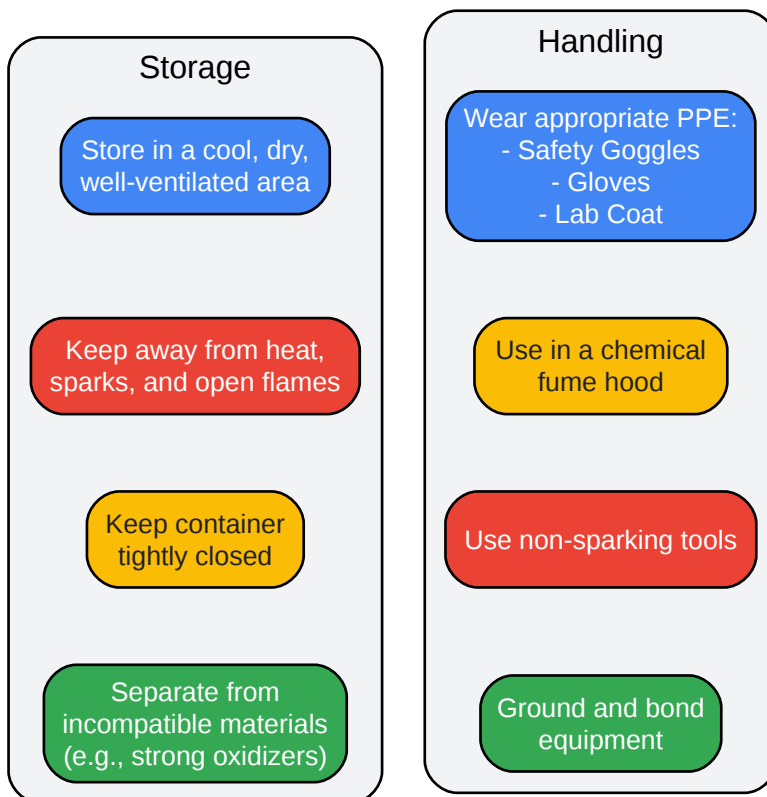 Storage
Store in a cool, dry,
well-ventilated area
Keep away from heat,
sparks, and open flames
Keep container
tightly closed
Separate from
incompatible materials
(e.g., strong oxidizers)
Handling
Wear appropriate PPE:
- Safety Goggles
- Gloves
- Lab Coat
Use in a chemical
fume hood
Use non-sparking tools
Ground and bond
equipment